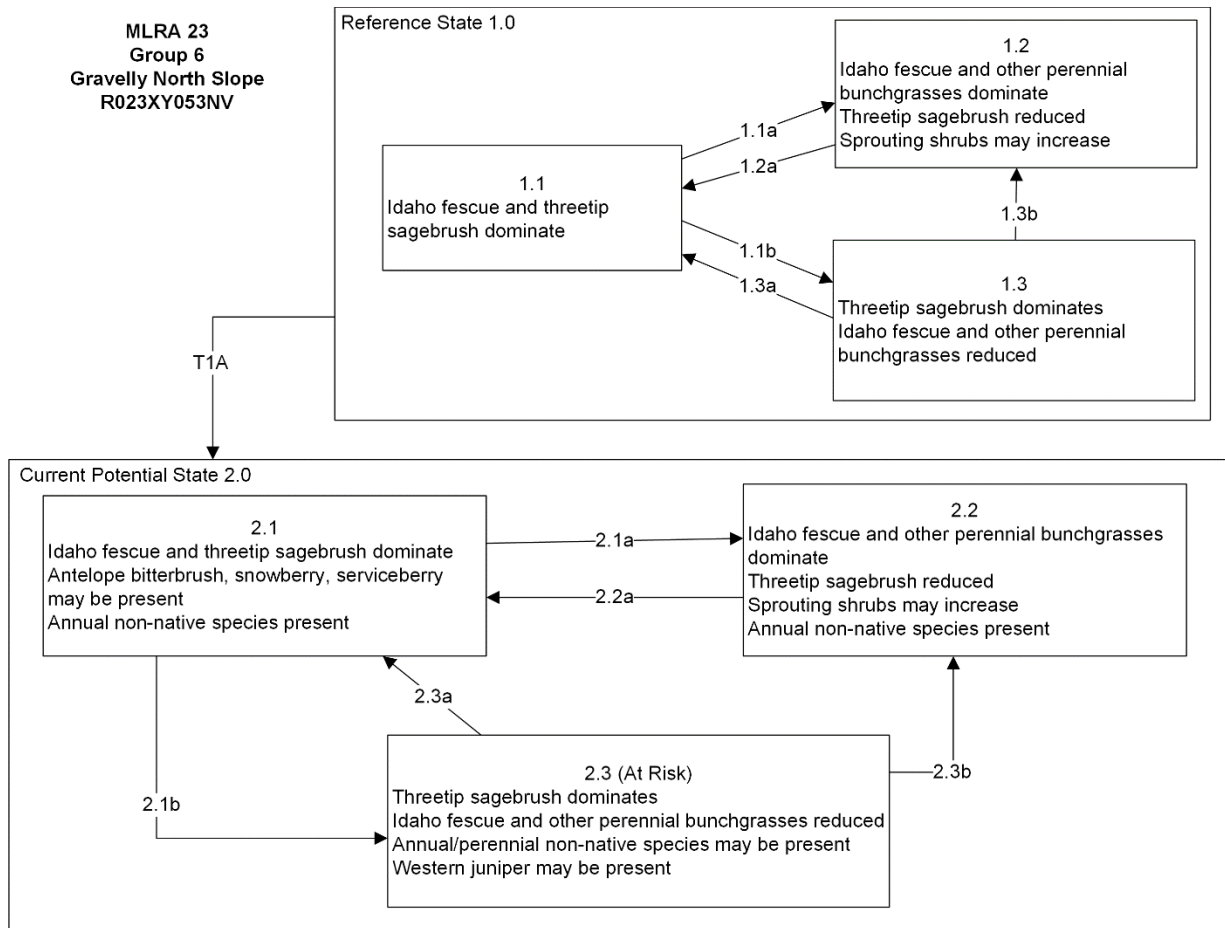 MLRA 23
Group 6
Gravelly North Slope
R023XY053NV
Reference State 1.0
1.1
Idaho fescue and threetip
sagebrush dominate
1.1a
1.2a
1.1b
1.3a
1.2
Idaho fescue and other perennial
bunchgrasses dominate
Threetip sagebrush reduced
Sprouting shrubs may increase
1.3b
1.3
Threetip sagebrush dominates
Idaho fescue and other perennial
bunchgrasses reduced
T1A
Current Potential State 2.0
2.1
Idaho fescue and threetip sagebrush dominate
Antelope bitterbrush, snowberry, serviceberry
may be present
Annual non-native species present
2.1a
2.2a
2.2
Idaho fescue and other perennial bunchgrasses
dominate
Threetip sagebrush reduced
Sprouting shrubs may increase
Annual non-native species present
2.3a
2.1b
2.3b
2.3 (At Risk)
Threetip sagebrush dominates
Idaho fescue and other perennial bunchgrasses reduced
Annual/perennial non-native species may be present
Western juniper may be present